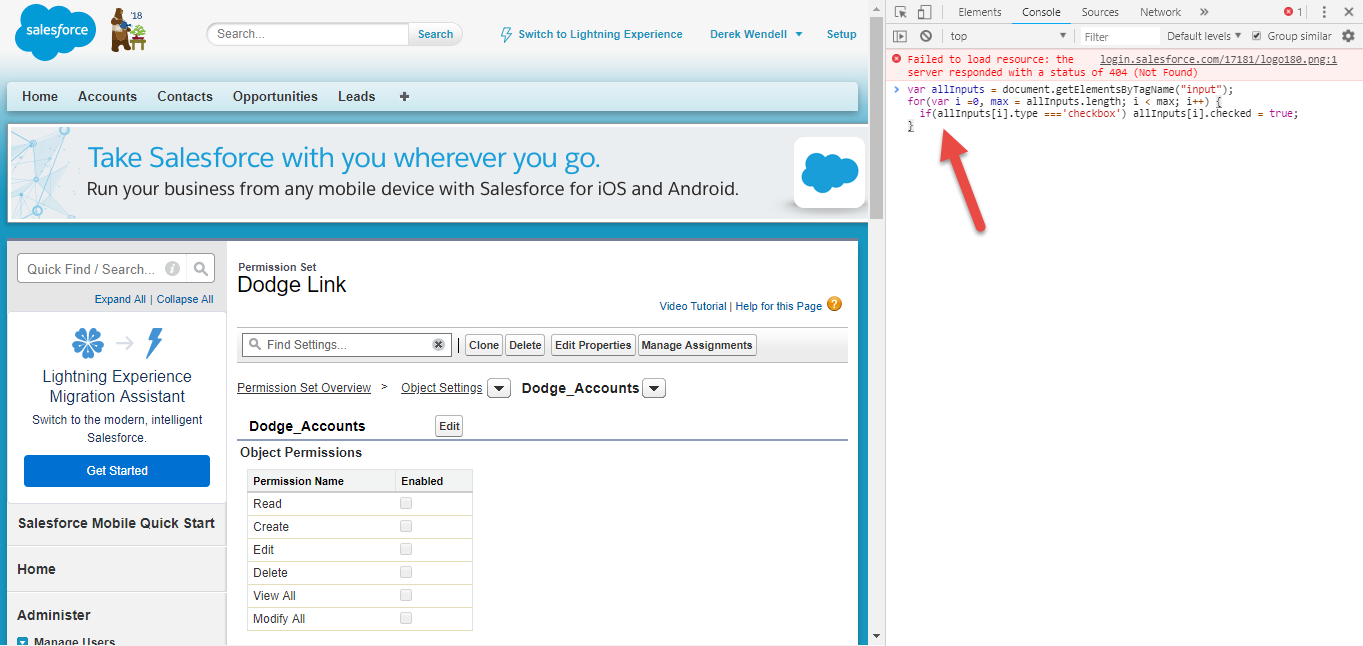 salesforce
'18
Search...
Search
Switch to Lightning Experience
Derek Wendell
Setup
Home
Accounts
Contacts
Opportunities
Leads
+
Take Salesforce with you wherever you go.
Run your business from any mobile device with Salesforce for iOS and Android.
Quick Find / Search...
i
Expand All | Collapse All
Lightning Experience
Migration Assistant
Switch to the modern, intelligent
Salesforce.
Get Started
Salesforce Mobile Quick Start
Home
Administer
Manage Users
Permission Set
Dodge Link
Video Tutorial | Help for this Page ?
Find Settings...
Clone
Delete
Edit Properties
Manage Assignments
Permission Set Overview > Object Settings
Dodge_Accounts
Dodge_Accounts
Edit
Object Permissions
Permission Name Enabled
Read
Create
Edit
Delete
View All
Modify All
Elements
Console
Sources
Network
»
1
top
Filter
Default levels
Group similar
Failed to load resource: the login.salesforce.com/17181/logo180.png:1
server responded with a status of 404 (Not Found)
> var allInputs = document.getElementsByTagName("input");
for(var i =0, max = allInputs.length; i < max; i++) {
if(allInputs[i].type ==='checkbox') allInputs[i].checked = true;
}